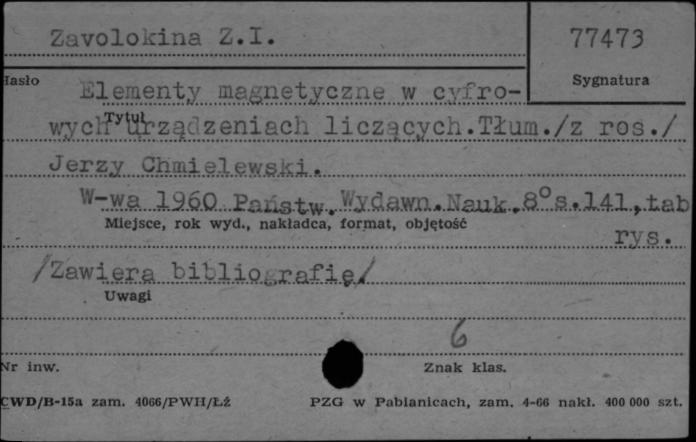 Zavolokina Z.I.
77473
Hasło
Sygnatura
Elementy magnetyczne w cyfro-
Tytuł
wych urządzeniach liczących.Tłum./z ros./
Jerzy Chmielewski.
W-wa 1960 Państw.Wydawn.Nauk.8°s.141,tab
Miejsce, rok wyd., nakładca, format, objętość
rys.
/Zawiera bibliografię/
Uwagi
6
Nr inw.
Znak klas.
CWD/B-15a zam. 4066/PWH/Łź
PZG w Pabianicach, zam. 4-66 nakł. 400 000 szt.